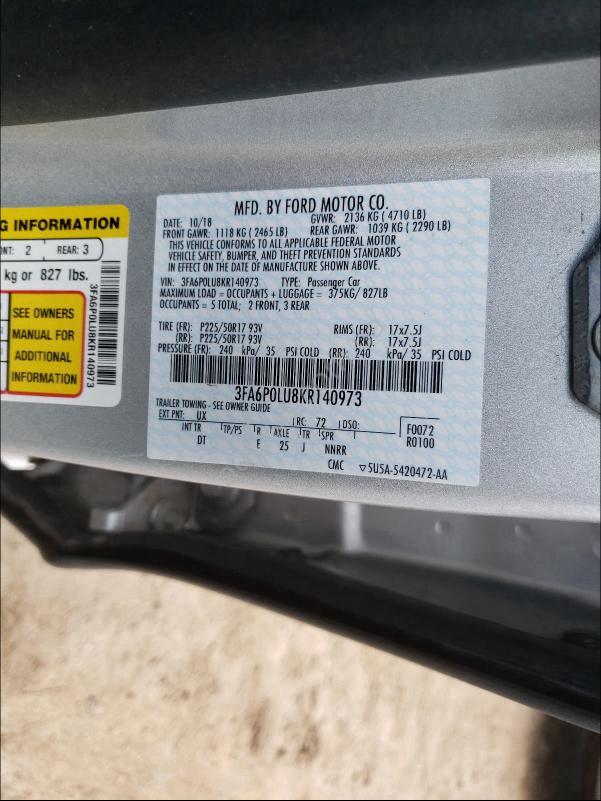 G INFORMATION
NT: 2 REAR: 3
kg or 827 lbs.
SEE OWNERS
MANUAL FOR
ADDITIONAL
INFORMATION
3FA6P0LU8KR140973
MFD. BY FORD MOTOR CO.
DATE: 10/18 GVWR: 2136 KG ( 4710 LB)
FRONT GAWR: 1118 KG ( 2465 LB) REAR GAWR: 1039 KG ( 2290 LB)
THIS VEHICLE CONFORMS TO ALL APPLICABLE FEDERAL MOTOR
VEHICLE SAFETY, BUMPER, AND THEFT PREVENTION STANDARDS
IN EFFECT ON THE DATE OF MANUFACTURE SHOWN ABOVE.
VIN: 3FA6P0LU8KR140973 TYPE: Passenger Car
MAXIMUM LOAD = OCCUPANTS + LUGGAGE = 375KG/ 827LB
OCCUPANTS = 5 TOTAL; 2 FRONT, 3 REAR
TIRE (FR): P225/50R17 93V RIMS (FR): 17x7.5J
(RR): P225/50R17 93V (RR): 17x7.5J
PRESSURE (FR): 240 kPa/ 35 PSI COLD (RR): 240 kPa/ 35 PSI COLD
3FA6P0LU8KR140973
TRAILER TOWING - SEE OWNER GUIDE
EXT PNT: UX RC: 72 DSO: F0072
INT TR TP/PS R AXLE TR SPR R0100
DT E 25 J NNRR
CMC ▽5U5A-5420472-AA